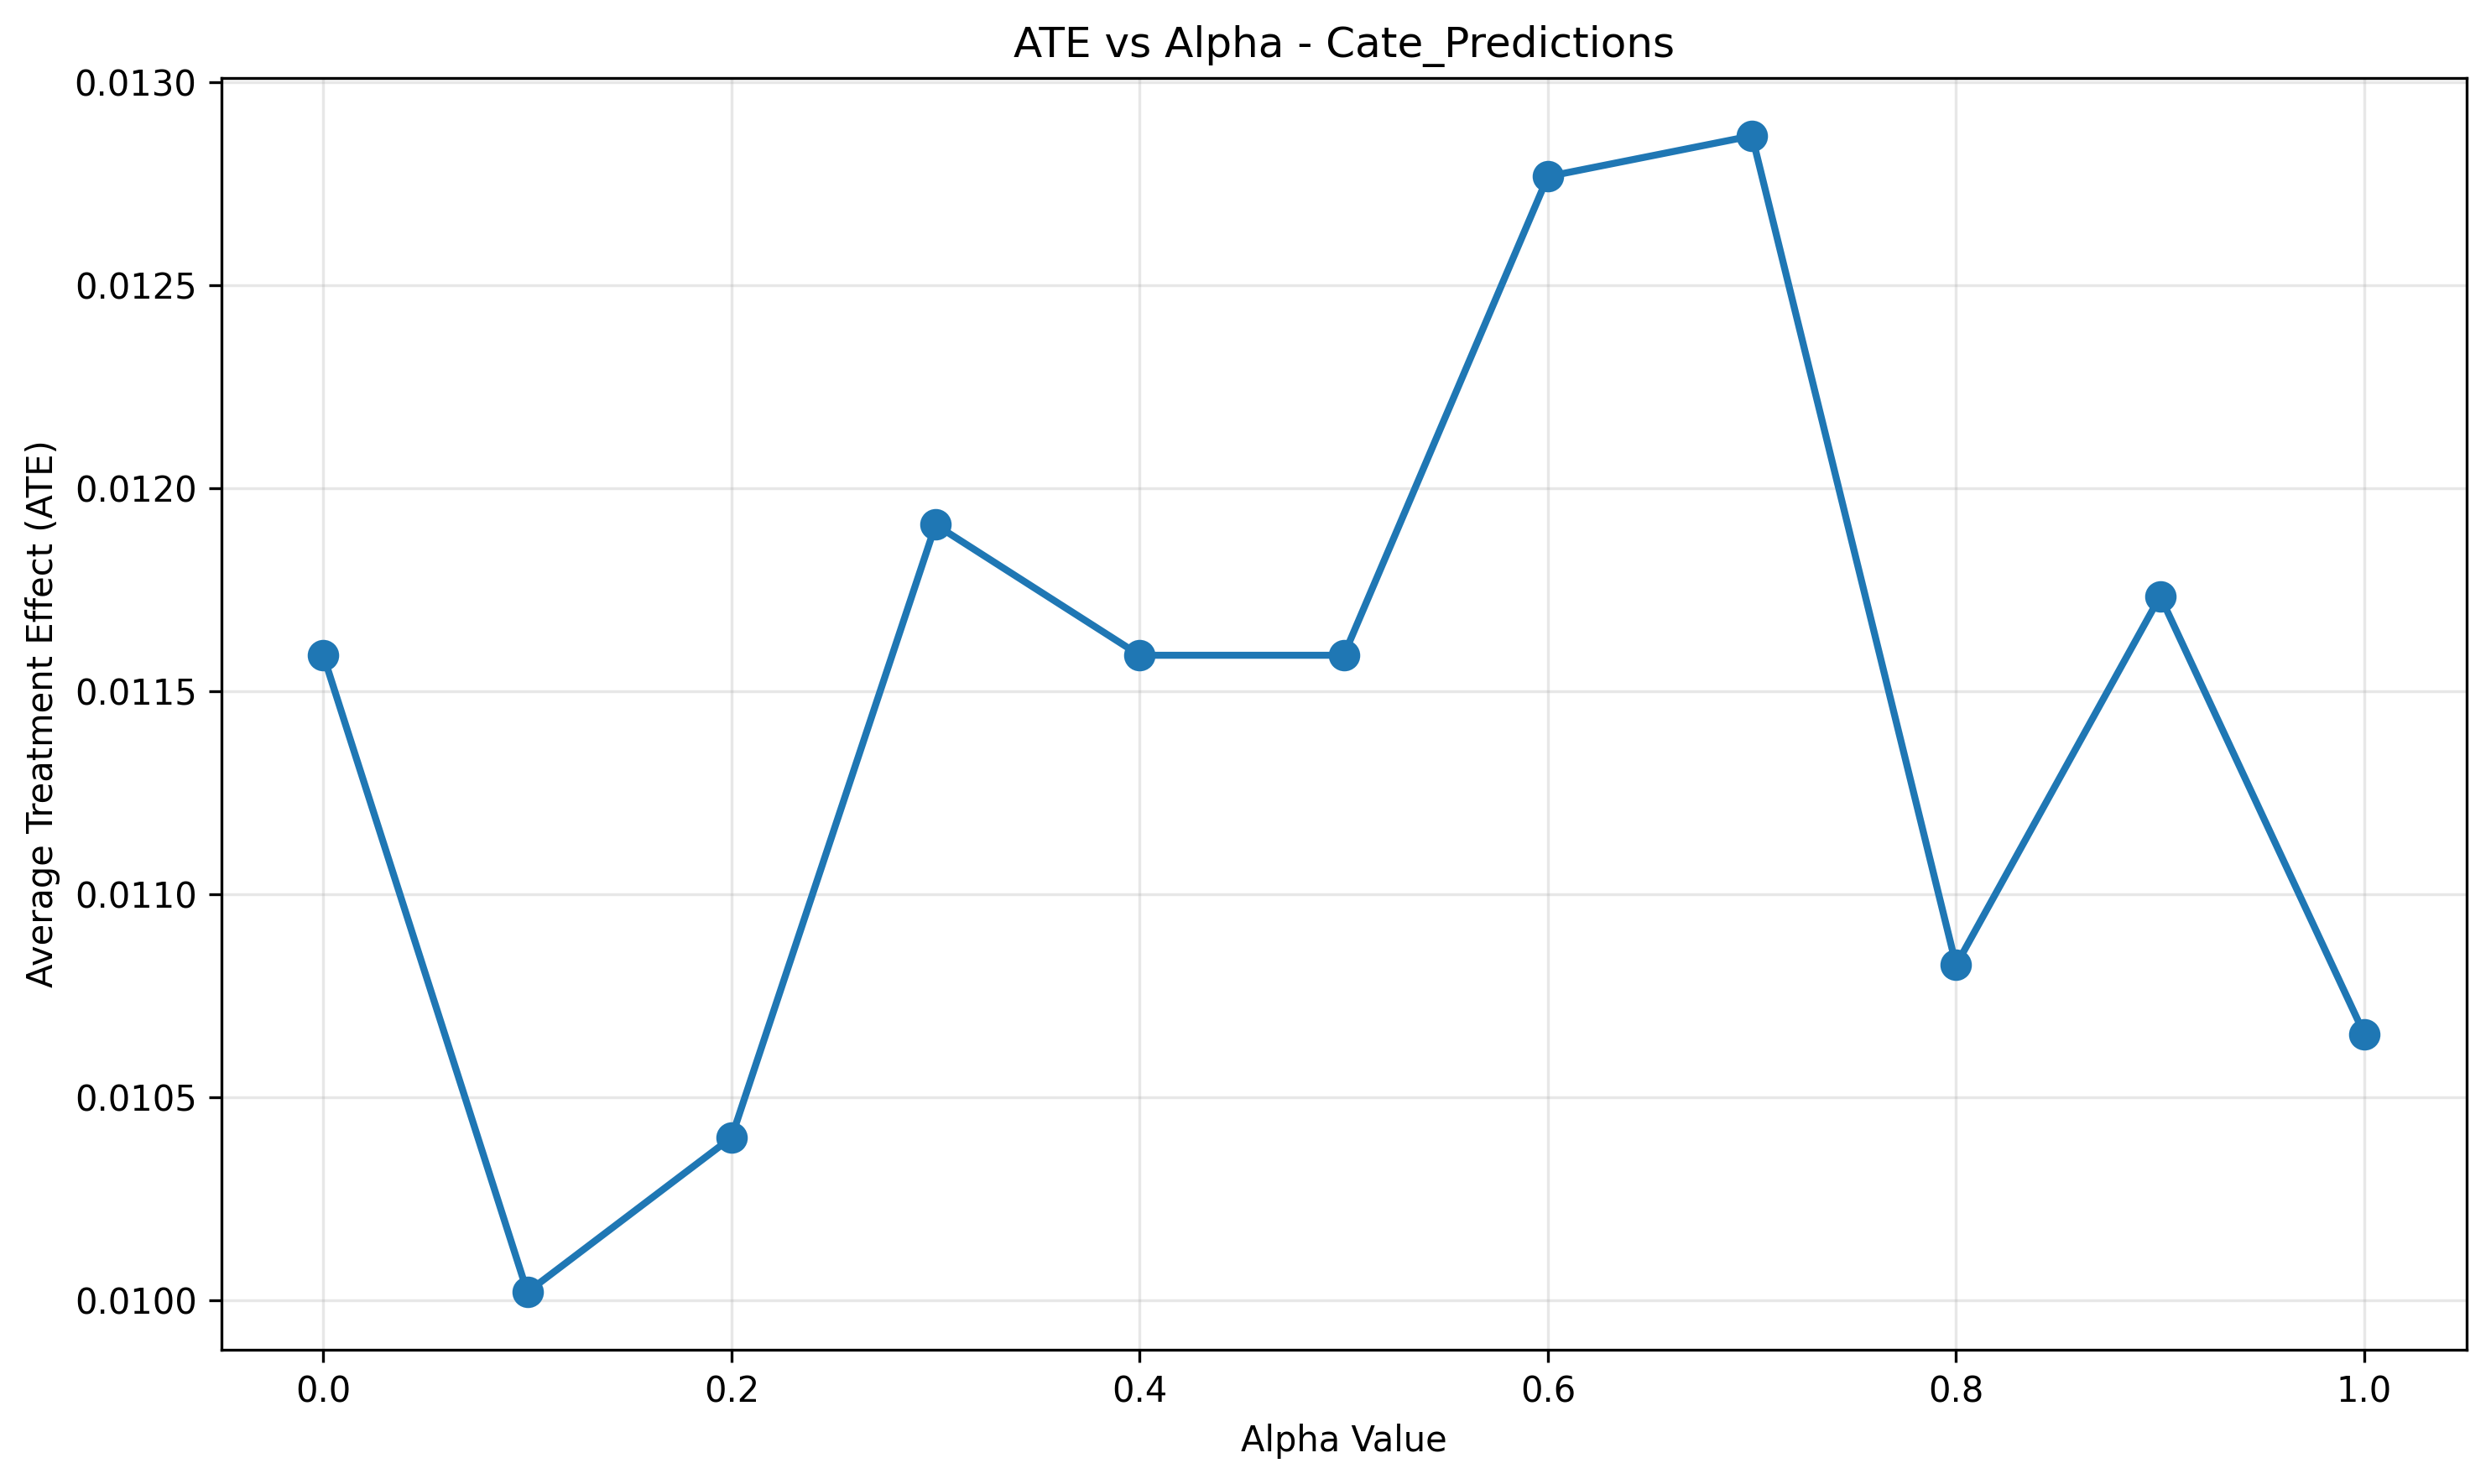 ATE vs Alpha - Cate_Predictions
Average Treatment Effect (ATE)
0.0130
0.0125
0.0120
0.0115
0.0110
0.0105
0.0100
0.0 0.2 0.4 0.6 0.8 1.0
Alpha Value